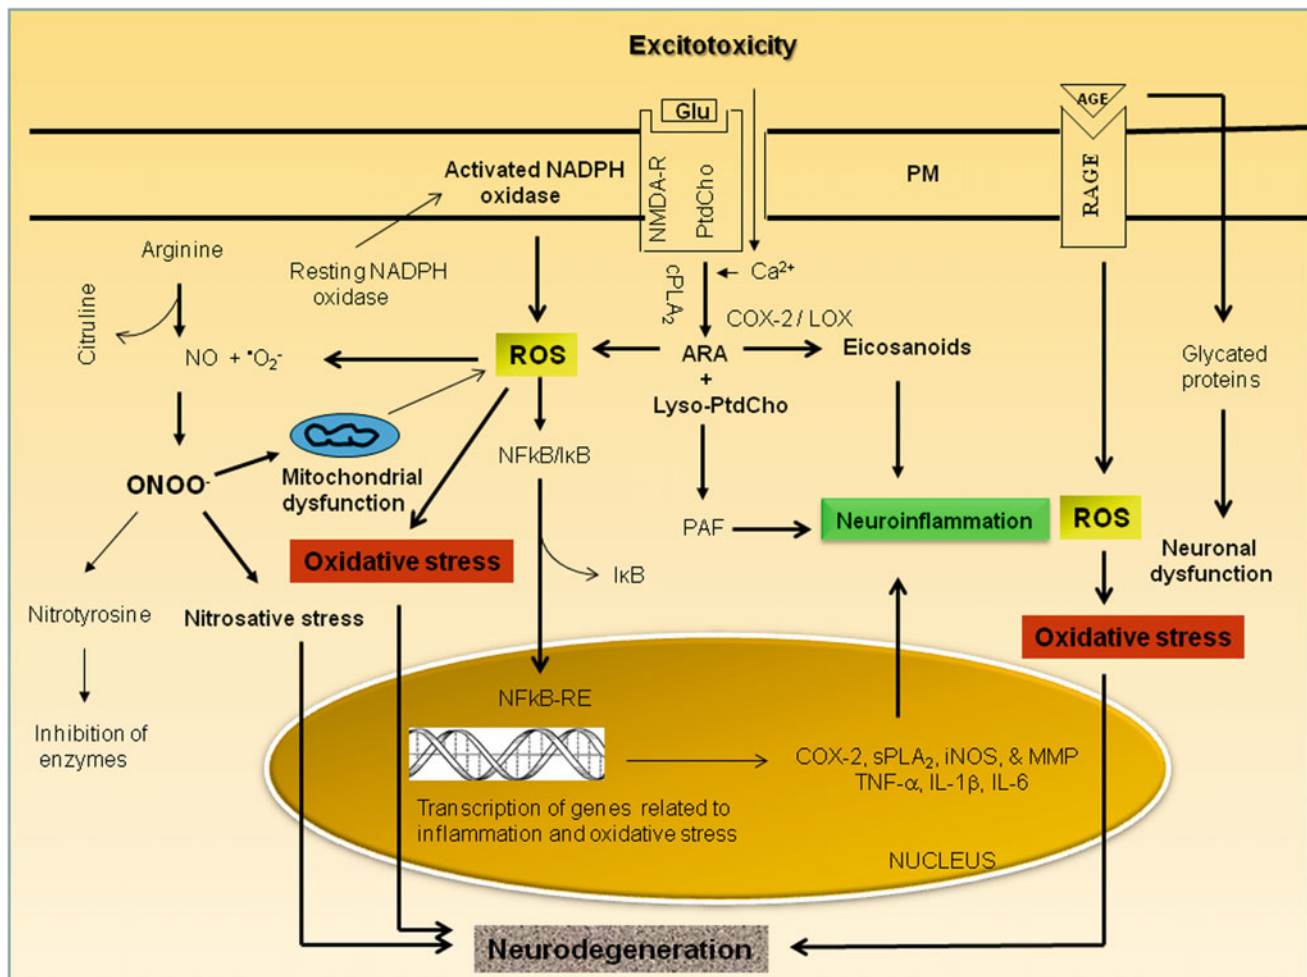 Excitotoxicity
Glu
AGE
Activated NADPH
oxidase
NMDA-R
PtdCho
PM
RAGE
Arginine
Resting NADPH
oxidase
cPLA₂
Ca²⁺
Citruline
COX-2 / LOX
NO + •O₂⁻
ROS
ARA
+
Lyso-PtdCho
Eicosanoids
Glycated
proteins
NFkB/IκB
ONOO⁻
Mitochondrial
dysfunction
PAF
Neuroinflammation
ROS
Neuronal
dysfunction
Oxidative stress
IκB
Nitrotyrosine
Nitrosative stress
Oxidative stress
NFkB-RE
Inhibition of
enzymes
COX-2, sPLA₂, iNOS, & MMP
TNF-α, IL-1β, IL-6
Transcription of genes related to
inflammation and oxidative stress
NUCLEUS
Neurodegeneration